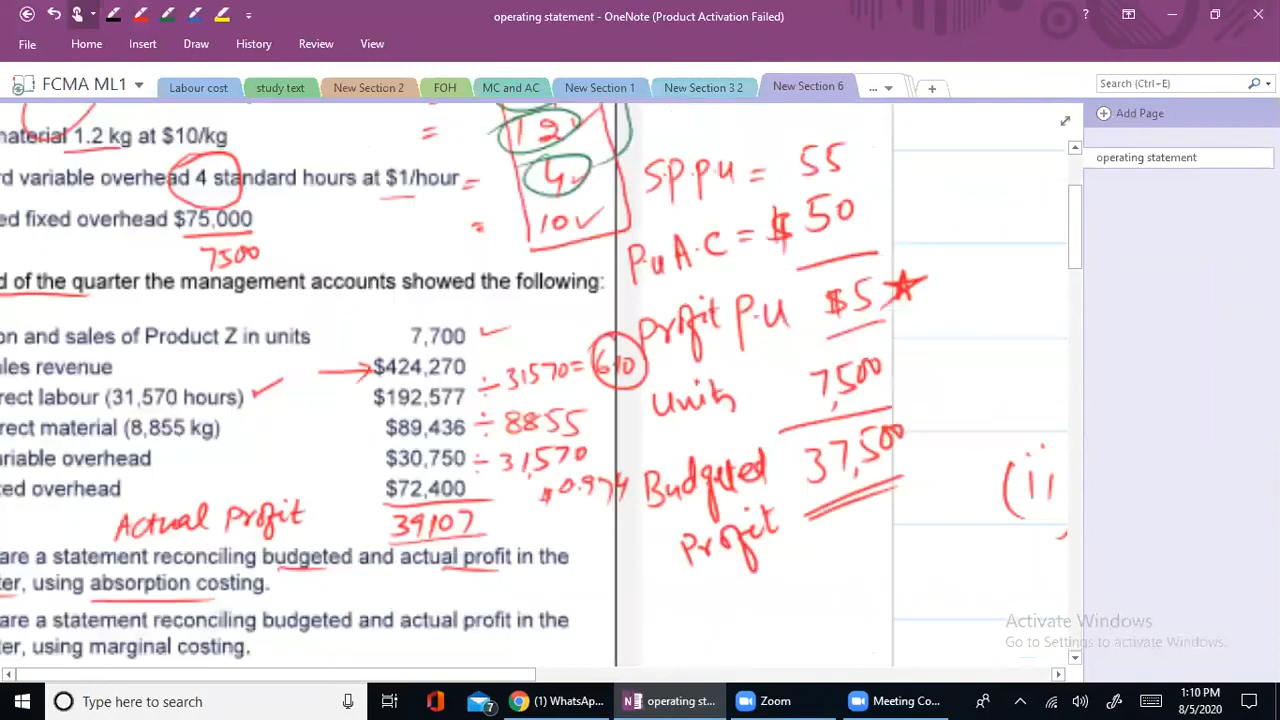 operating statement - OneNote (Product Activation Failed)
File Home Insert Draw History Review View
FCMA ML1 Labour cost study text New Section 2 FOH MC and AC New Section 1 New Section 3 2 New Section 6 ... Search (Ctrl+E)
Add Page
operating statement
naterial 1.2 kg at $10/kg = 12
rd variable overhead 4 standard hours at $1/hour = 4
ed fixed overhead $75,000 = 10
7500
d of the quarter the management accounts showed the following:
on and sales of Product Z in units 7,700
ales revenue $424,270
rect labour (31,570 hours) $192,577 ÷ 31570 =
rect material (8,855 kg) $89,436 ÷ 8855
ariable overhead $30,750 ÷ 31,570
ed overhead $72,400 $0.974
Actual Profit 39107
are a statement reconciling budgeted and actual profit in the
ter, using absorption costing.
are a statement reconciling budgeted and actual profit in the
ter, using marginal costing.
S.P.P.U = 55
P.U A.C = $50
Profit P.U $5
Units 7,500
Budgeted 37,500
Profit
(ii
Activate Windows
Go to Settings to activate Windows.
Type here to search
7
(1) WhatsApp...
operating st...
Zoom
Meeting Co...
1:10 PM
8/5/2020